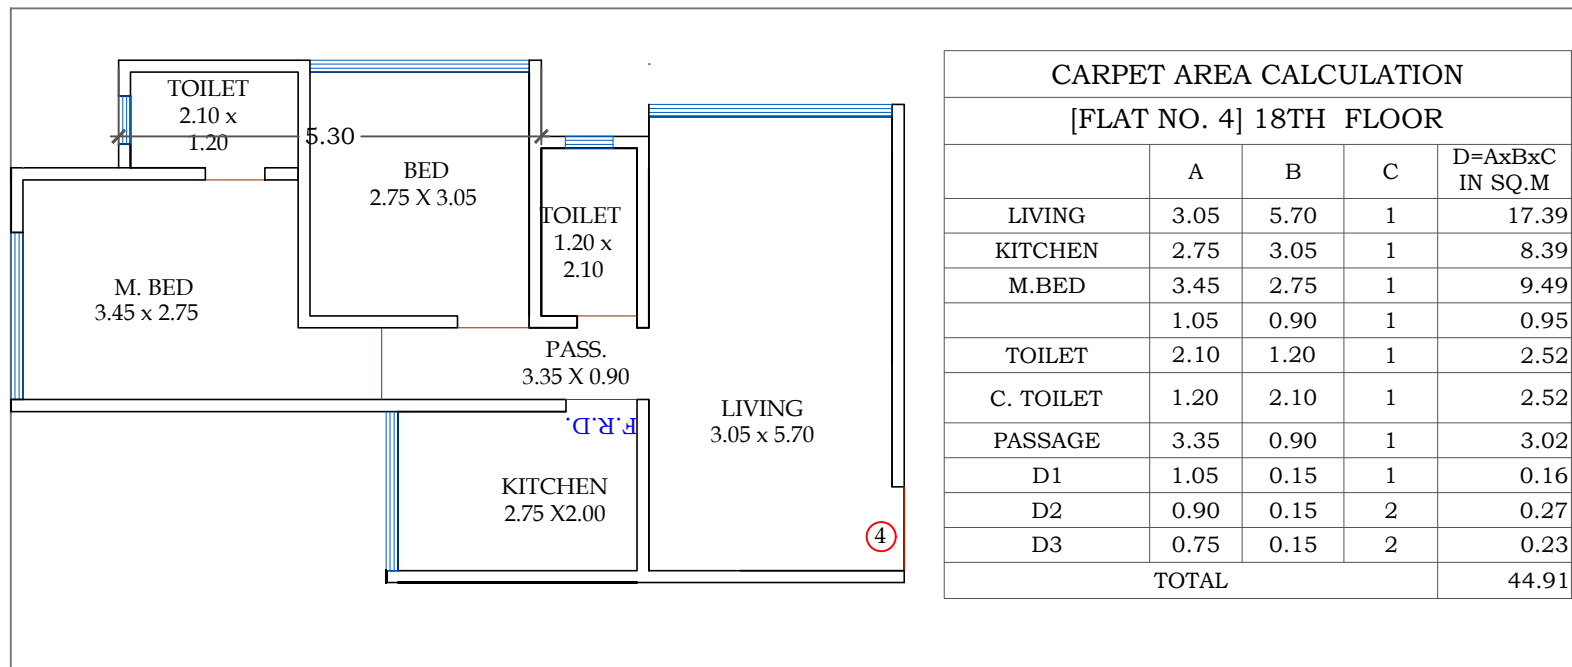 TOILET
2.10 x
1.20
5.30
BED
2.75 X 3.05
TOILET
1.20 x
2.10
M. BED
3.45 x 2.75
PASS.
3.35 X 0.90
F.R.D.
LIVING
3.05 x 5.70
KITCHEN
2.75 X2.00
4
CARPET AREA CALCULATION
[FLAT NO. 4] 18TH FLOOR
A B C D=AxBxC
IN SQ.M
LIVING 3.05 5.70 1 17.39
KITCHEN 2.75 3.05 1 8.39
M.BED 3.45 2.75 1 9.49
1.05 0.90 1 0.95
TOILET 2.10 1.20 1 2.52
C. TOILET 1.20 2.10 1 2.52
PASSAGE 3.35 0.90 1 3.02
D1 1.05 0.15 1 0.16
D2 0.90 0.15 2 0.27
D3 0.75 0.15 2 0.23
TOTAL 44.91